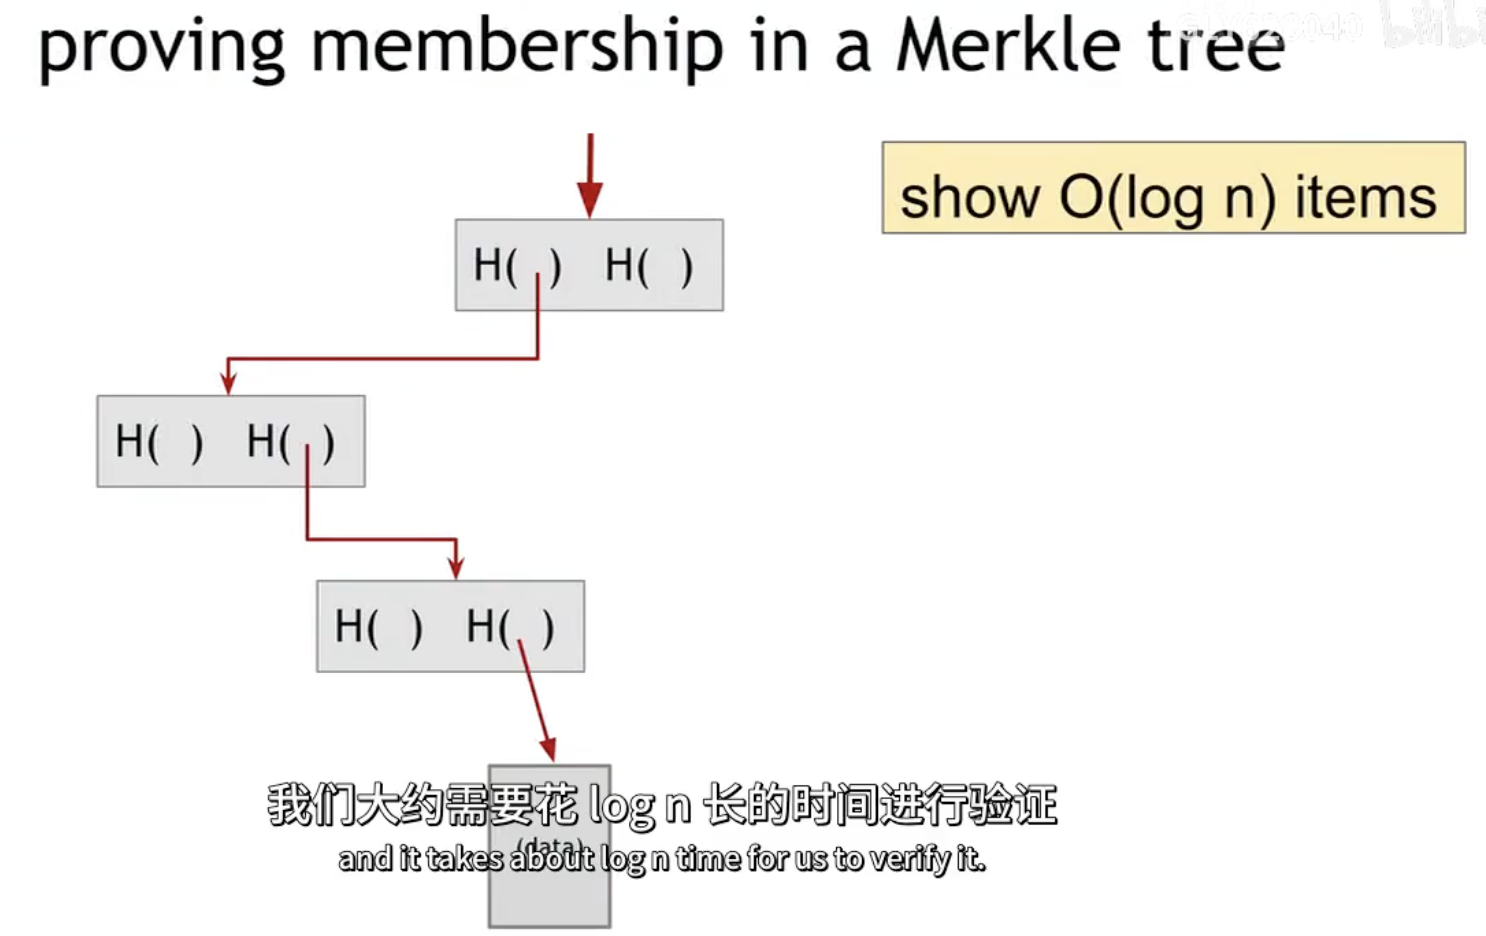 proving membership in a Merkle tree
show O(log n) items
H( ) H( )
H( ) H( )
H( ) H( )
(data)
我们大约需要花 log n 长的时间进行验证
and it takes about log n time for us to verify it.